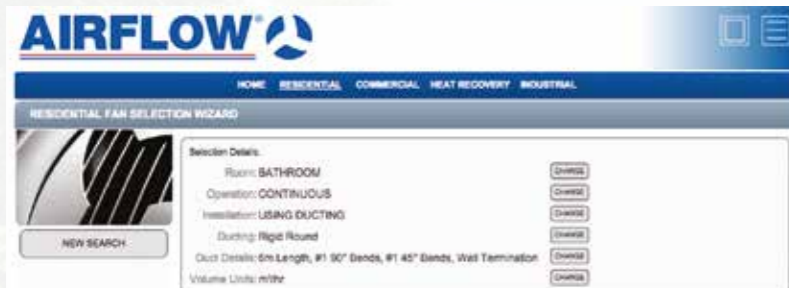 AIRFLOW
HOME RESIDENTIAL COMMERCIAL HEAT RECOVERY INDUSTRIAL
RESIDENTIAL FAN SELECTION WIZARD
Selection Details:
Room: BATHROOM CHANGE
Operation: CONTINUOUS CHANGE
Installation: USING DUCTING CHANGE
Ducting: Rigid Round CHANGE
NEW SEARCH
Duct Details: 6m Length, #1 90° Bends, #1 45° Bends, Wall Termination CHANGE
Volume Units: m³/hr CHANGE